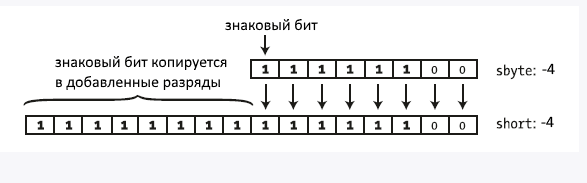 знаковый бит
знаковый бит копируется
в добавленные разряды
1 1 1 1 1 1 0 0 sbyte: -4
1 1 1 1 1 1 1 1 1 1 1 1 1 1 0 0 short: -4